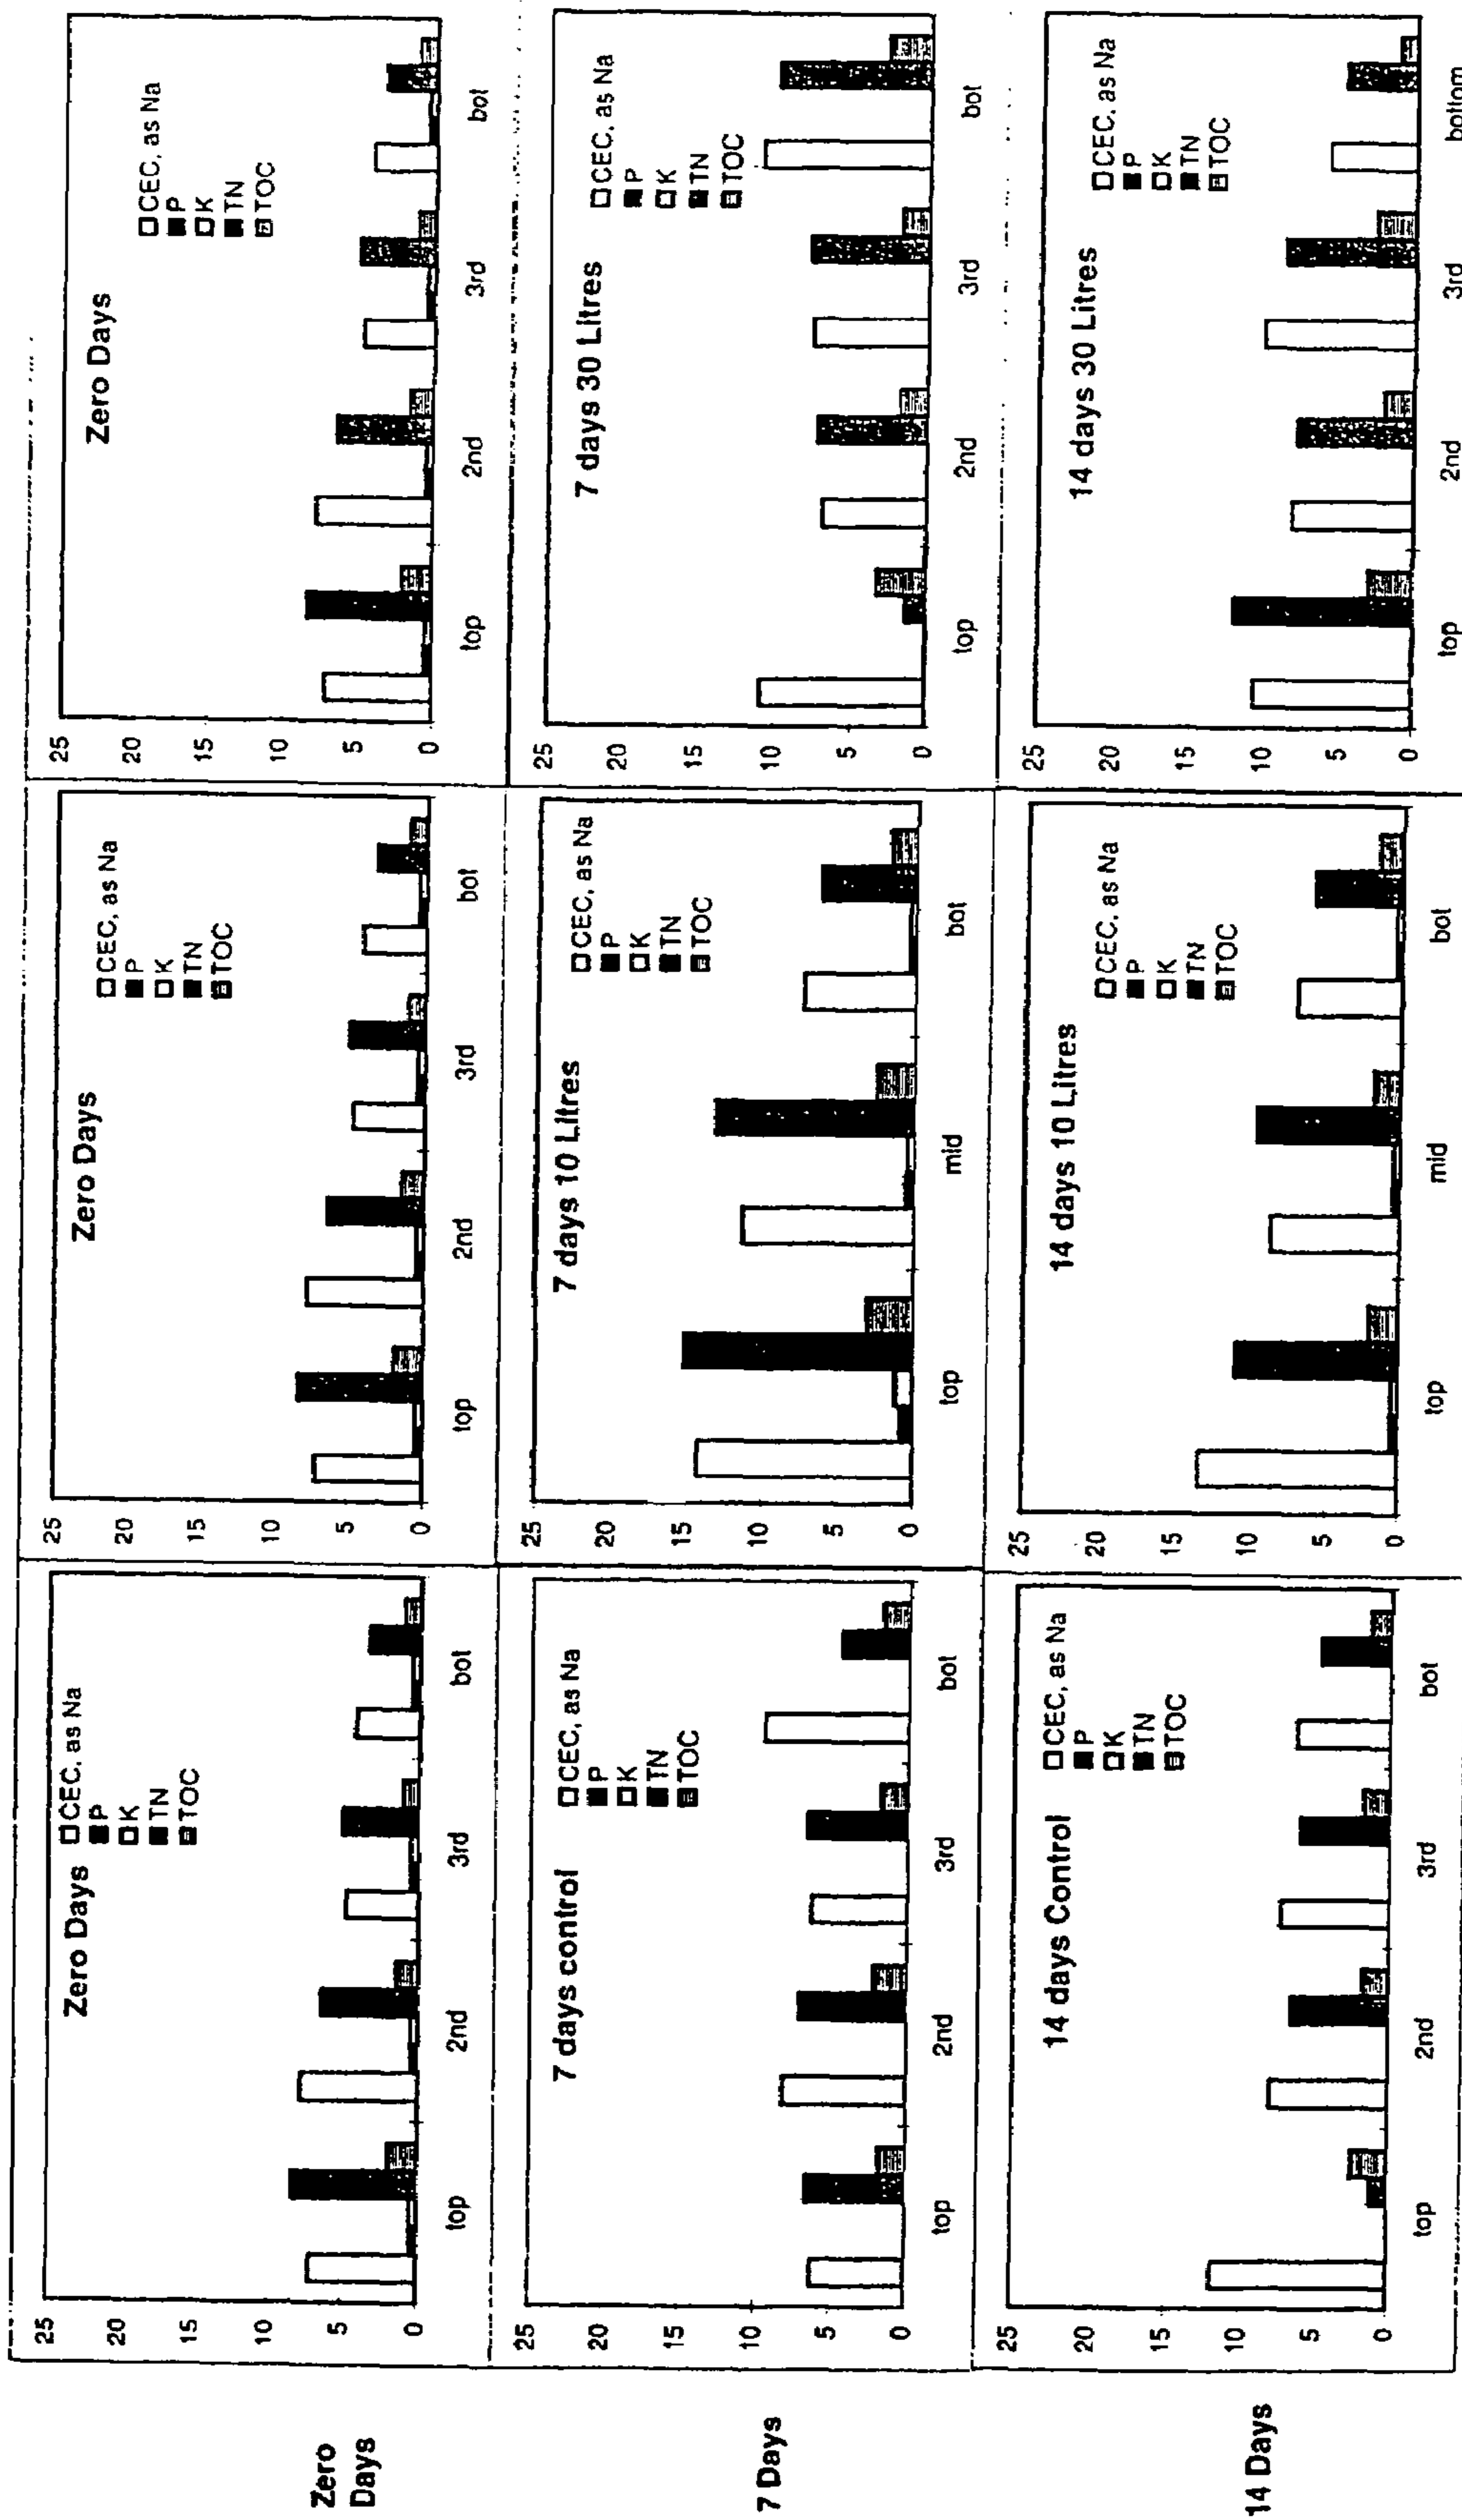 Zero
Days
Zero Days
CEC, as Na
P
K
TN
TOC
25
20
15
10
5
0
top
2nd
3rd
bot
Zero Days
CEC, as Na
P
K
TN
TOC
25
20
15
10
5
0
top
2nd
3rd
bot
Zero Days
CEC, as Na
P
K
TN
TOC
25
20
15
10
5
0
top
2nd
3rd
bot
7 Days
7 days control
CEC, as Na
P
K
TN
TOC
25
20
15
10
5
0
top
2nd
3rd
bot
7 days 10 Litres
CEC, as Na
P
K
TN
TOC
25
20
15
10
5
0
top
mid
bot
7 days 30 Litres
CEC, as Na
P
K
TN
TOC
25
20
15
10
5
0
top
2nd
3rd
bot
14 Days
14 days Control
CEC, as Na
P
K
TN
TOC
25
20
15
10
5
0
top
2nd
3rd
bot
14 days 10 Litres
CEC, as Na
P
K
TN
TOC
25
20
15
10
5
0
top
mid
bot
14 days 30 Litres
CEC, as Na
P
K
TN
TOC
25
20
15
10
5
0
top
2nd
3rd
bottom